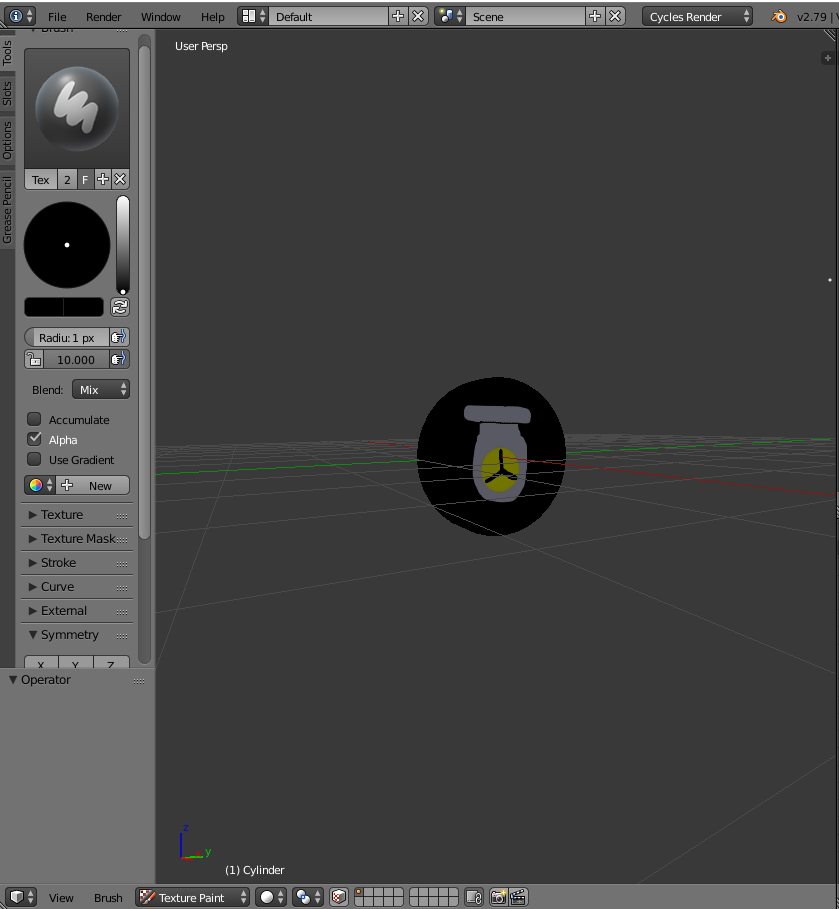 File Render Window Help Default Scene Cycles Render v2.79 |
Brush
User Persp
Tools
Slots
Options
Grease Pencil
Tex 2 F
Radiu: 1 px
10.000
Blend: Mix
Accumulate
Alpha
Use Gradient
New
Texture
Texture Mask
Stroke
Curve
External
Symmetry
X Y Z
Operator
z
y
(1) Cylinder
View Brush Texture Paint